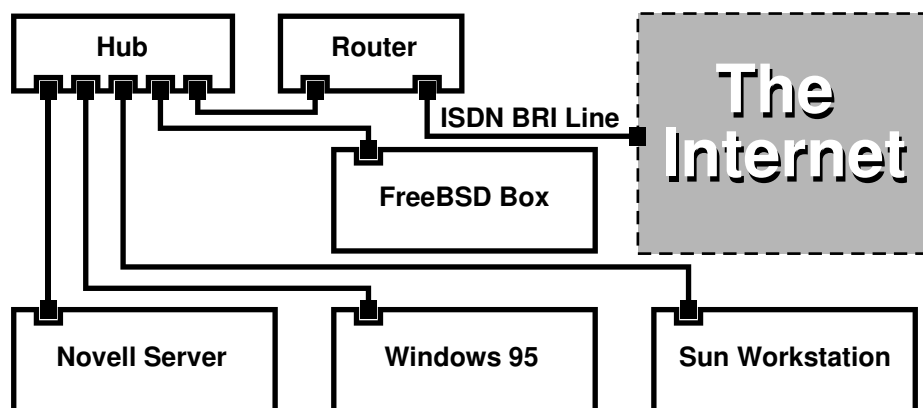 Hub
Router
The
Internet
ISDN BRI Line
FreeBSD Box
Novell Server
Windows 95
Sun Workstation